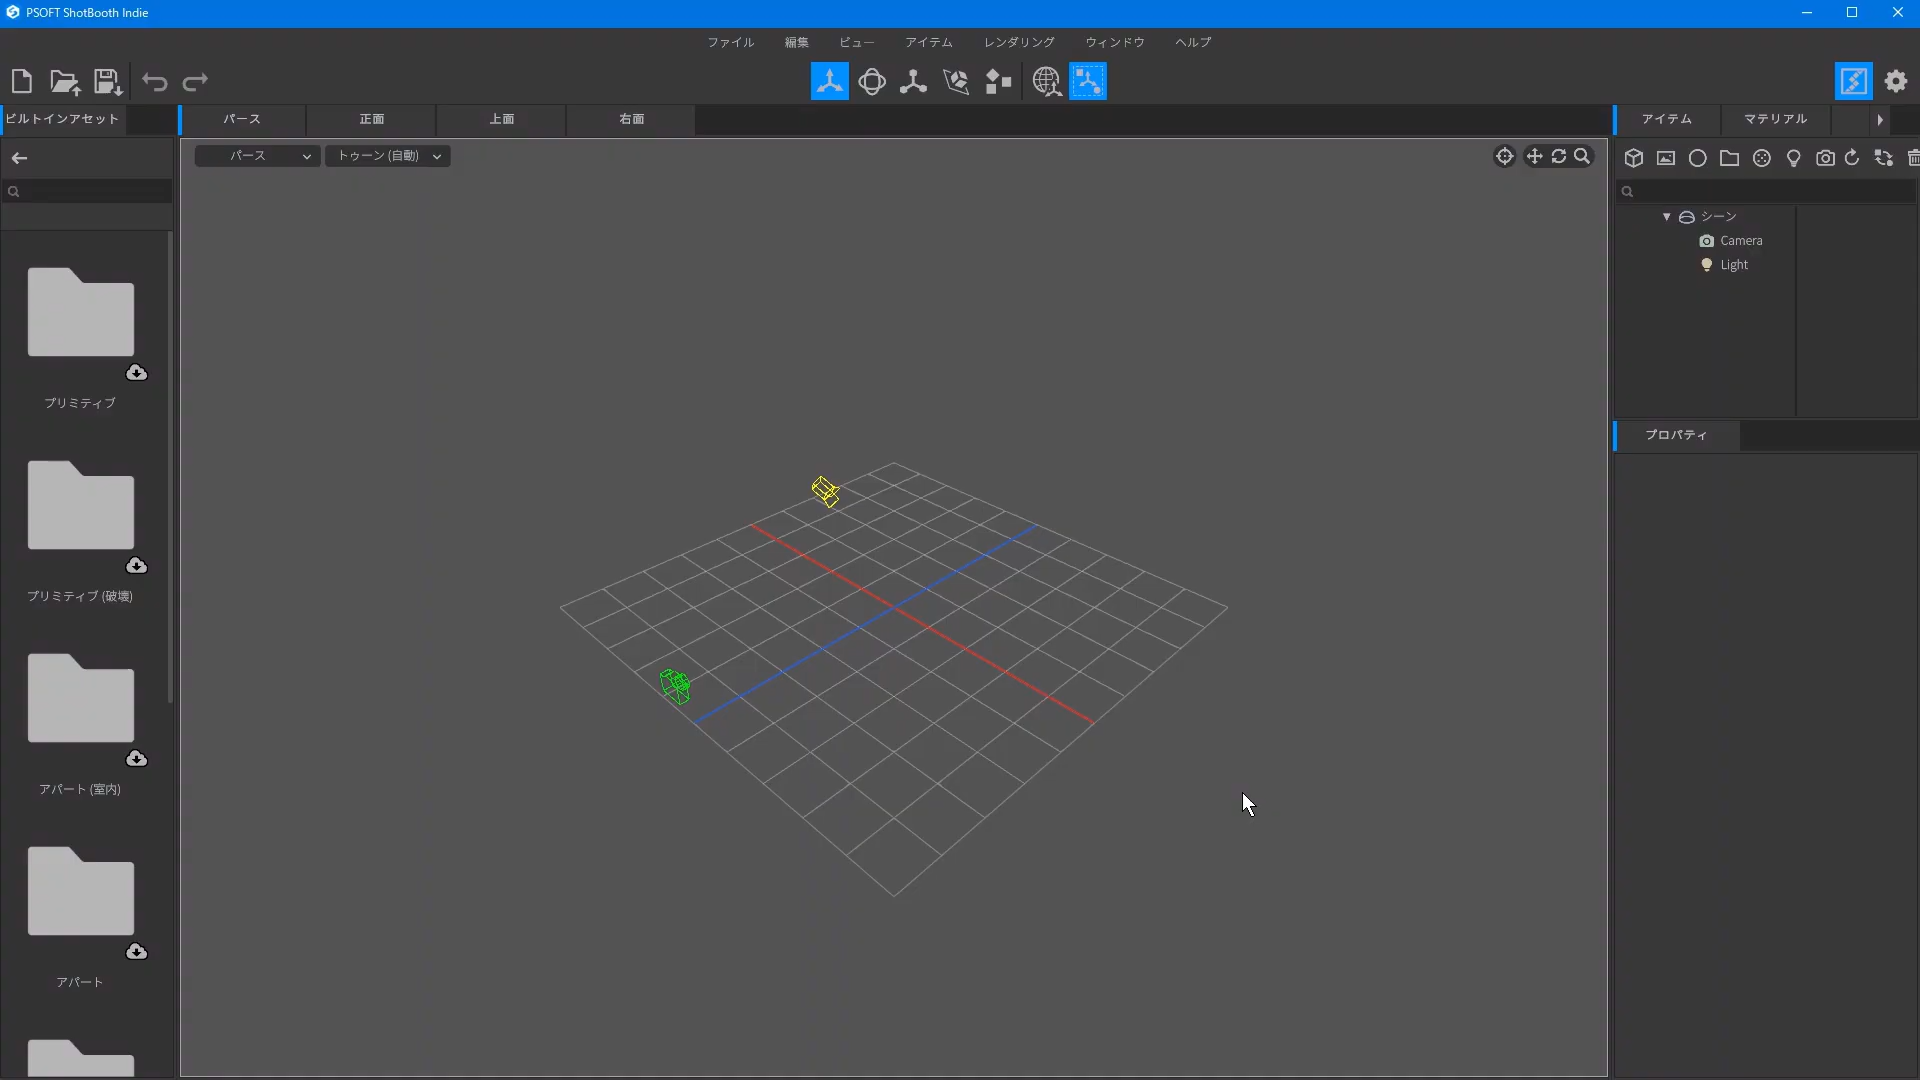 PSOFT ShotBooth Indie
ファイル 編集 ビュー アイテム レンダリング ウィンドウ ヘルプ
ビルトインアセット パース 正面 上面 右面 アイテム マテリアル
パース トゥーン (自動)
シーン
Camera
Light
プリミティブ
プロパティ
プリミティブ (破壊)
アパート (室内)
アパート